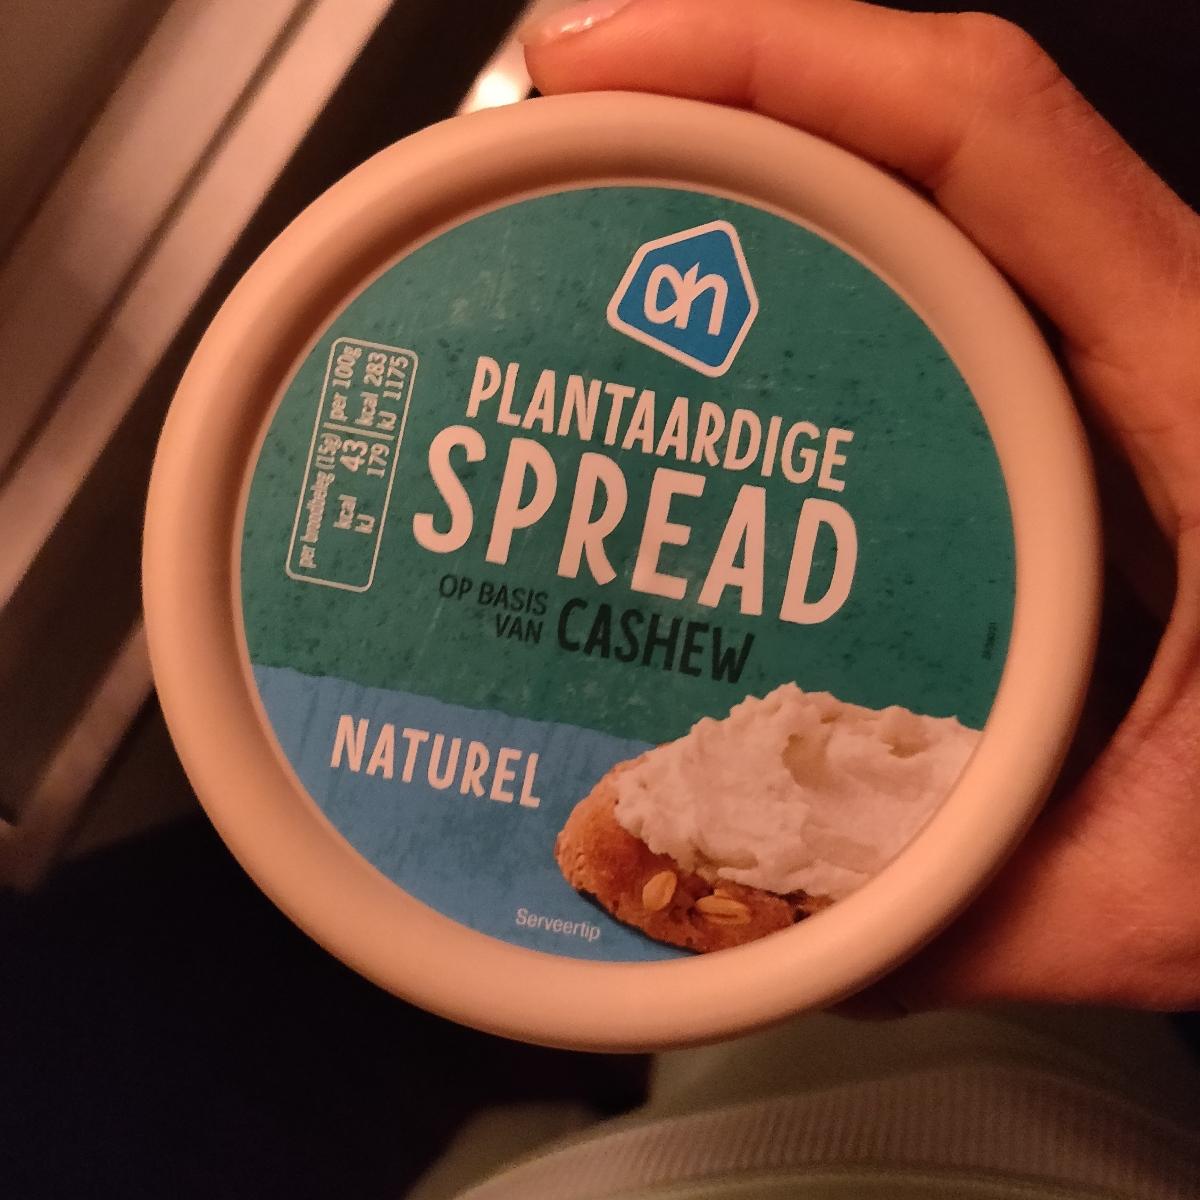 ah
PLANTAARDIGE
SPREAD
OP BASIS
VAN CASHEW
NATUREL
Serveertip
per broodbeleg (15g) | per 100g
kcal 43 | kcal 283
kJ 179 | kJ 1175